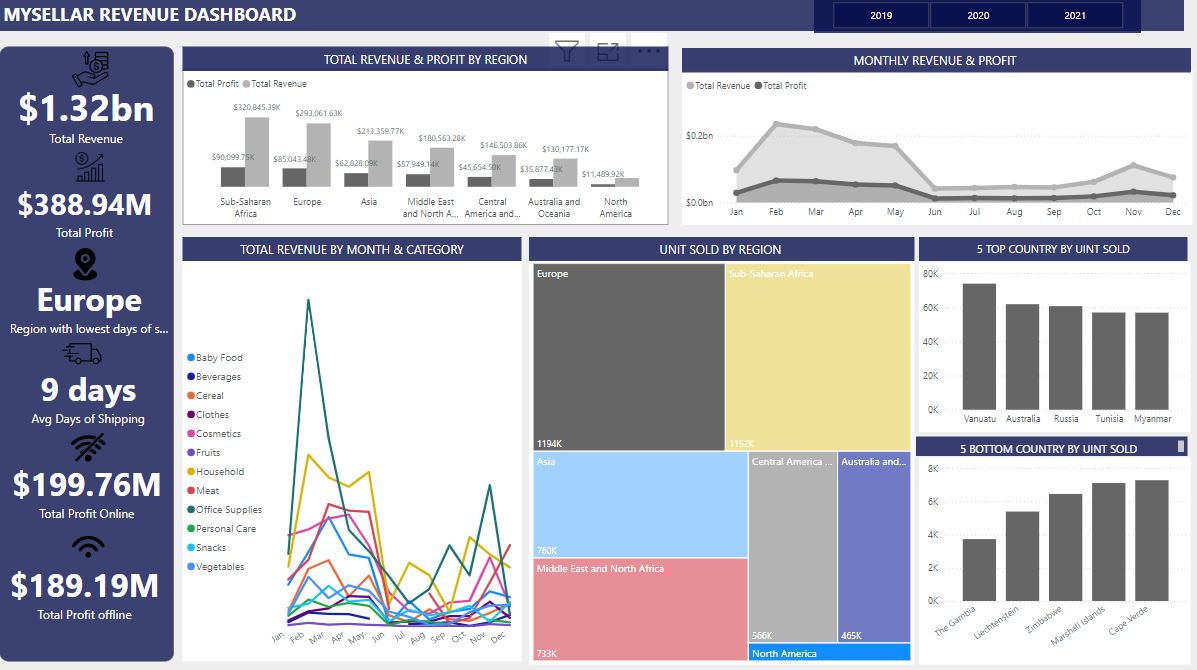 MYSELLAR REVENUE DASHBOARD
2019
2020
2021
$1.32bn
Total Revenue
$388.94M
Total Profit
Europe
Region with lowest days of s...
9 days
Avg Days of Shipping
$199.76M
Total Profit Online
$189.19M
Total Profit offline
TOTAL REVENUE & PROFIT BY REGION
Total Profit Total Revenue
$320,845.39K
$293,061.63K
$213,359.77K
$180,563.28K
$146,503.86K
$130,177.17K
$90,099.75K
$85,043.48K
$62,828.09K
$57,949.14K
$45,654.50K
$35,877.43K
$11,489.92K
Sub-Saharan
Africa
Europe
Asia
Middle East
and North A...
Central
America and...
Australia and
Oceania
North
America
MONTHLY REVENUE & PROFIT
Total Revenue Total Profit
$0.2bn
$0.0bn
Jan Feb Mar Apr May Jun Jul Aug Sep Oct Nov Dec
TOTAL REVENUE BY MONTH & CATEGORY
Baby Food
Beverages
Cereal
Clothes
Cosmetics
Fruits
Household
Meat
Office Supplies
Personal Care
Snacks
Vegetables
Jan Feb Mar Apr May Jun Jul Aug Sep Oct Nov Dec
UNIT SOLD BY REGION
Europe
1194K
Sub-Saharan Africa
1152K
Asia
760K
Middle East and North Africa
733K
Central America ...
566K
Australia and...
465K
North America
5 TOP COUNTRY BY UINT SOLD
80K
60K
40K
20K
0K
Vanuatu Australia Russia Tunisia Myanmar
5 BOTTOM COUNTRY BY UINT SOLD
8K
6K
4K
2K
0K
The Gambia
Liechtenstein
Zimbabwe
Marshall Islands
Cape Verde